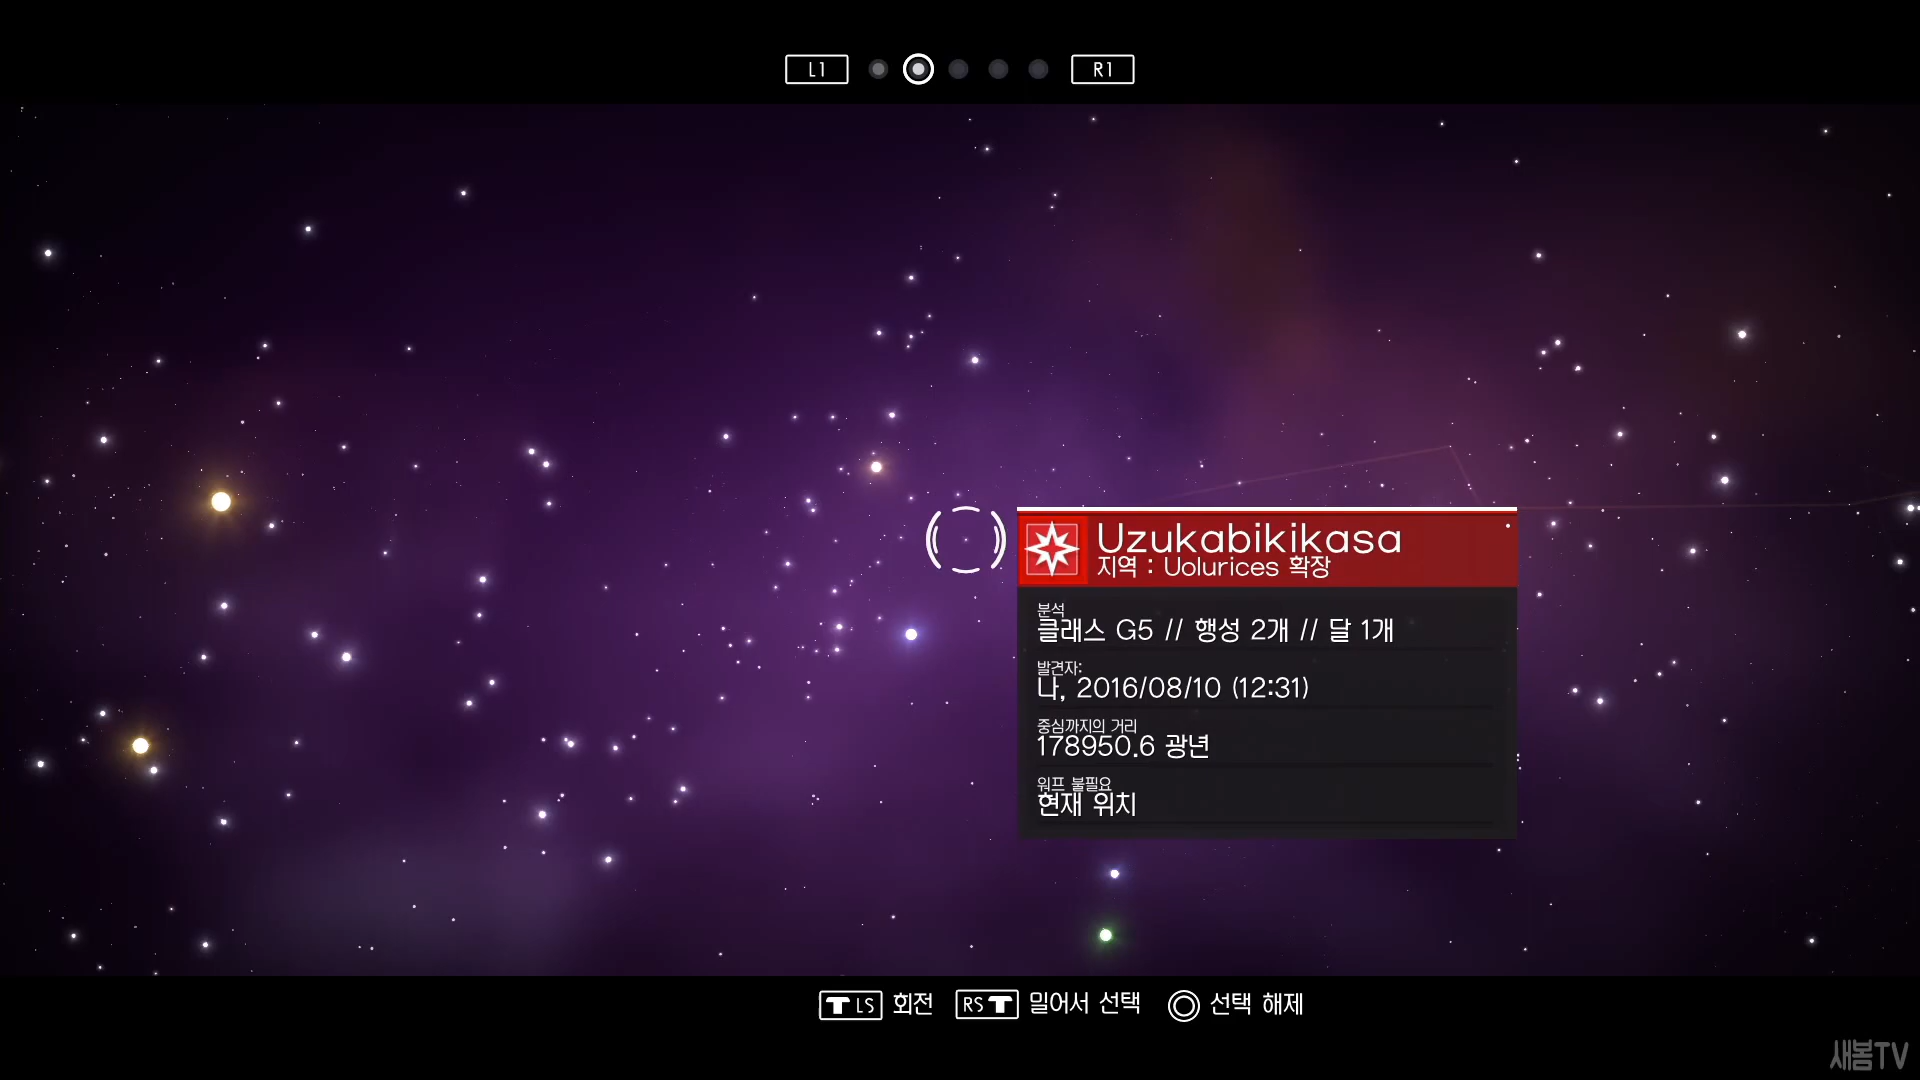 L1
R1
Uzukabikikasa
지역 : Uolurices 확장
분석
클래스 G5 // 행성 2개 // 달 1개
발견자:
나, 2016/08/10 (12:31)
중심까지의 거리
178950.6 광년
워프 불필요
현재 위치
LS 회전 RS 밀어서 선택 선택 해제
새봄TV